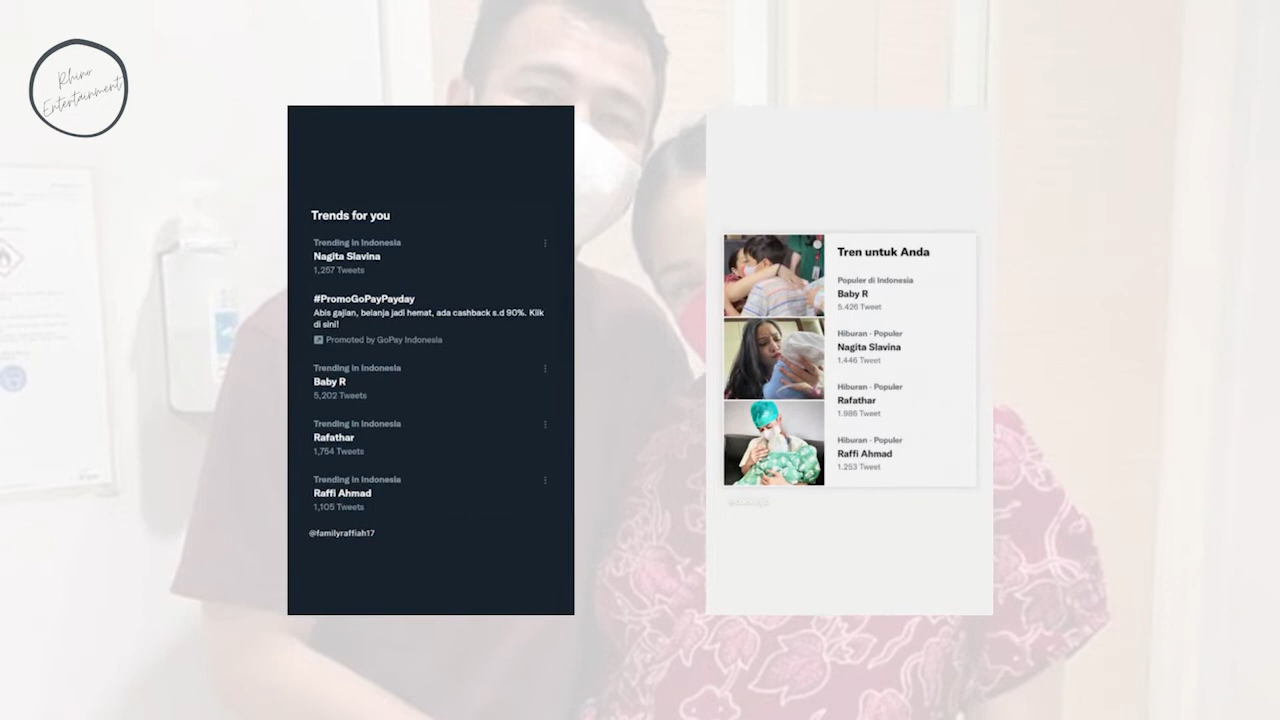 Rhino
Entertainment
Trends for you
Trending in Indonesia
Nagita Slavina
1,257 Tweets
#PromoGoPayPayday
Abis gajian, belanja jadi hemat, ada cashback s.d 90%. Klik
di sini!
Promoted by GoPay Indonesia
Trending in Indonesia
Baby R
5,202 Tweets
Trending in Indonesia
Rafathar
1,754 Tweets
Trending in Indonesia
Raffi Ahmad
1,105 Tweets
@familyraffiah17
Tren untuk Anda
Populer di Indonesia
Baby R
5.426 Tweet
Hiburan - Populer
Nagita Slavina
1.446 Tweet
Hiburan - Populer
Rafathar
1.986 Tweet
Hiburan - Populer
Raffi Ahmad
1.253 Tweet